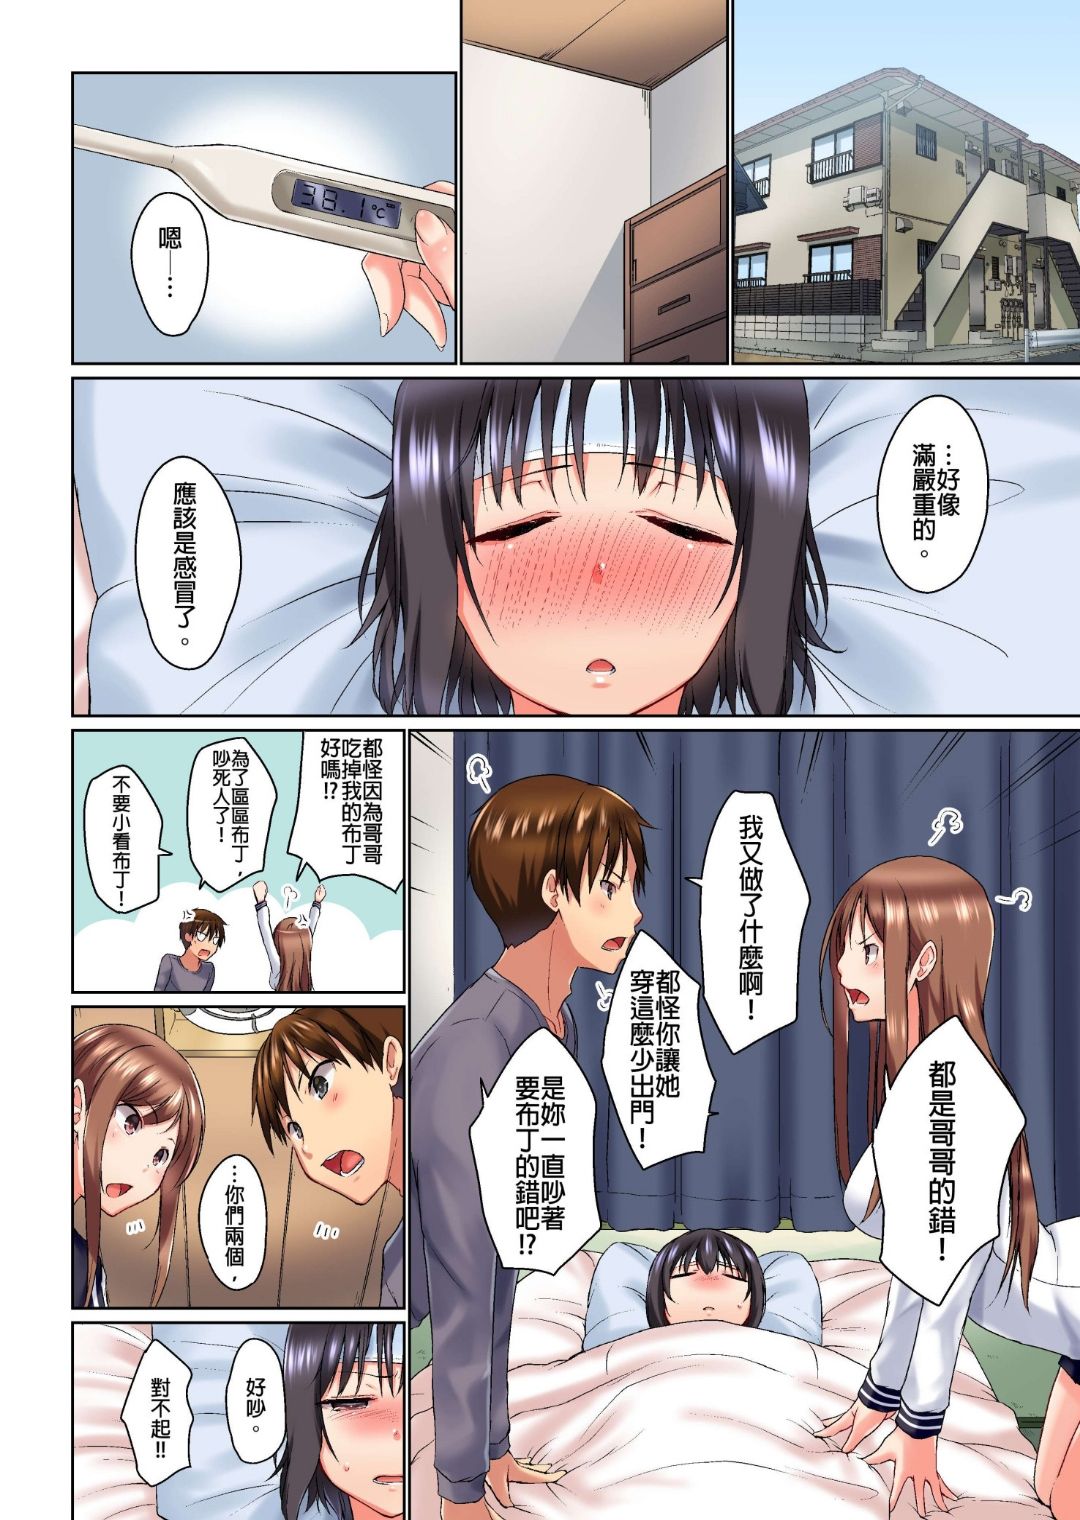 38.1℃
嗯……
…好像
滿嚴重的。
應該是感冒了。
都是哥哥的錯！
我又做了什麼啊！
都怪你讓她
穿這麼少出門！
是妳一直吵著
要布丁的錯吧!?
都怪因為哥哥
吃掉我的布丁
好嗎!?
為了區區布丁，
吵死人了！
不要小看布丁！
…你們兩個，
好吵。
對不起!!